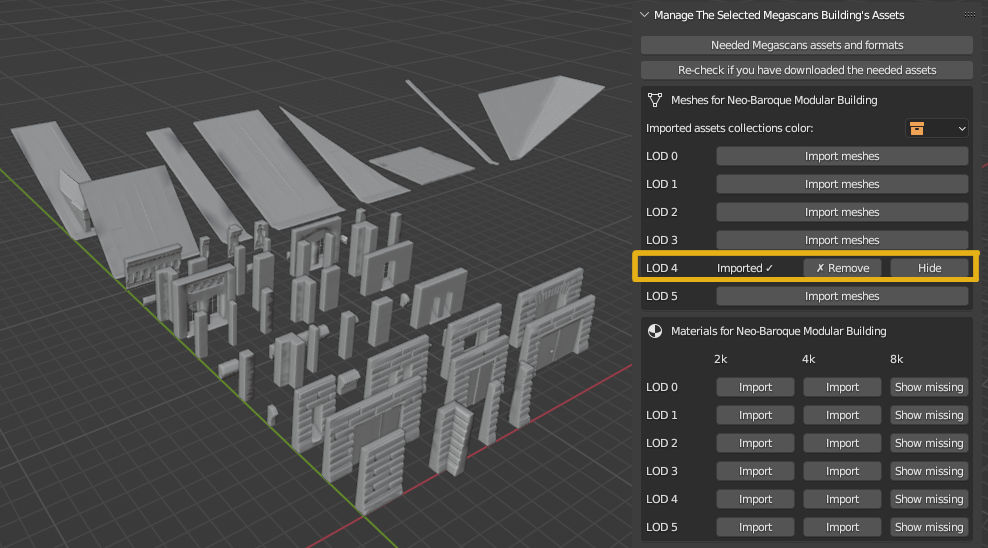 Manage The Selected Megascans Building's Assets
Needed Megascans assets and formats
Re-check if you have downloaded the needed assets
Meshes for Neo-Baroque Modular Building
Imported assets collections color:
LOD 0 Import meshes
LOD 1 Import meshes
LOD 2 Import meshes
LOD 3 Import meshes
LOD 4 Imported ✓ ✗ Remove Hide
LOD 5 Import meshes
Materials for Neo-Baroque Modular Building
2k 4k 8k
LOD 0 Import Import Show missing
LOD 1 Import Import Show missing
LOD 2 Import Import Show missing
LOD 3 Import Import Show missing
LOD 4 Import Import Show missing
LOD 5 Import Import Show missing